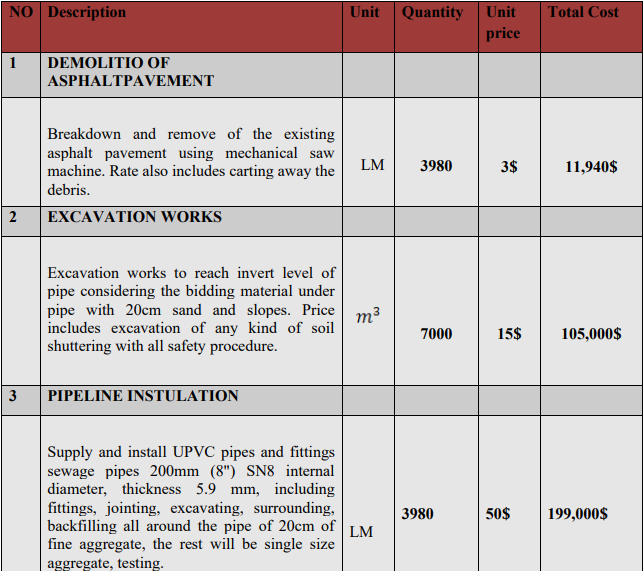 NO Description Unit Quantity Unit price Total Cost
1 DEMOLITIO OF
ASPHALTPAVEMENT
Breakdown and remove of the existing
asphalt pavement using mechanical saw
machine. Rate also includes carting away the
debris.
LM 3980 3$ 11,940$
2 EXCAVATION WORKS
Excavation works to reach invert level of
pipe considering the bidding material under
pipe with 20cm sand and slopes. Price
includes excavation of any kind of soil
shuttering with all safety procedure.
m³ 7000 15$ 105,000$
3 PIPELINE INSTULATION
Supply and install UPVC pipes and fittings
sewage pipes 200mm (8") SN8 internal
diameter, thickness 5.9 mm, including
fittings, jointing, excavating, surrounding,
backfilling all around the pipe of 20cm of
fine aggregate, the rest will be single size
aggregate, testing.
LM 3980 50$ 199,000$